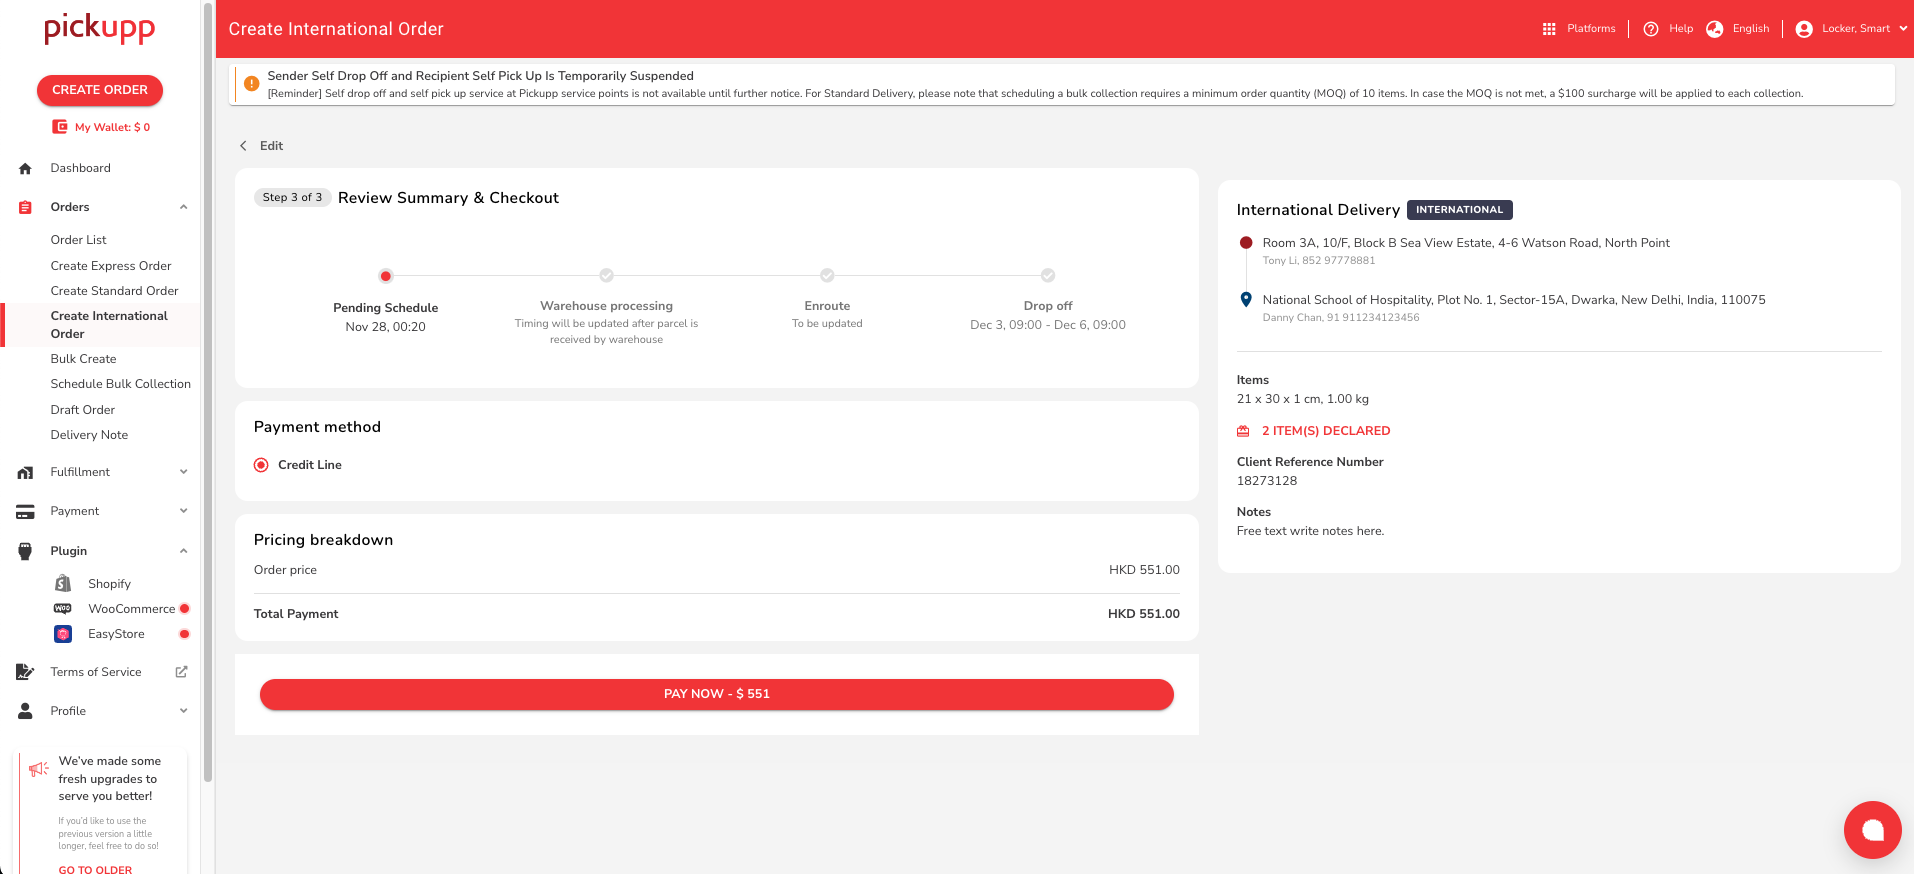 pickupp
CREATE ORDER
My Wallet: $ 0
Dashboard
Orders
Order List
Create Express Order
Create Standard Order
Create International
Order
Bulk Create
Schedule Bulk Collection
Draft Order
Delivery Note
Fulfillment
Payment
Plugin
Shopify
WOO
WooCommerce
EasyStore
Terms of Service
Profile
We've made some
fresh upgrades to
serve you better!
If you'd like to use the
previous version a little
longer, feel free to do so!
GO TO OLDER
Create International Order
Platforms
Help
English
Locker, Smart
Sender Self Drop Off and Recipient Self Pick Up Is Temporarily Suspended
[Reminder] Self drop off and self pick up service at Pickupp service points is not available until further notice. For Standard Delivery, please note that scheduling a bulk collection requires a minimum order quantity (MOQ) of 10 items. In case the MOQ is not met, a $100 surcharge will be applied to each collection.
Edit
Step 3 of 3 Review Summary & Checkout
Pending Schedule
Nov 28, 00:20
Warehouse processing
Timing will be updated after parcel is
received by warehouse
Enroute
To be updated
Drop off
Dec 3, 09:00 - Dec 6, 09:00
Payment method
Credit Line
Pricing breakdown
Order price HKD 551.00
Total Payment HKD 551.00
PAY NOW - $ 551
International Delivery INTERNATIONAL
Room 3A, 10/F, Block B Sea View Estate, 4-6 Watson Road, North Point
Tony Li, 852 97778881
National School of Hospitality, Plot No. 1, Sector-15A, Dwarka, New Delhi, India, 110075
Danny Chan, 91 911234123456
Items
21 x 30 x 1 cm, 1.00 kg
2 ITEM(S) DECLARED
Client Reference Number
18273128
Notes
Free text write notes here.